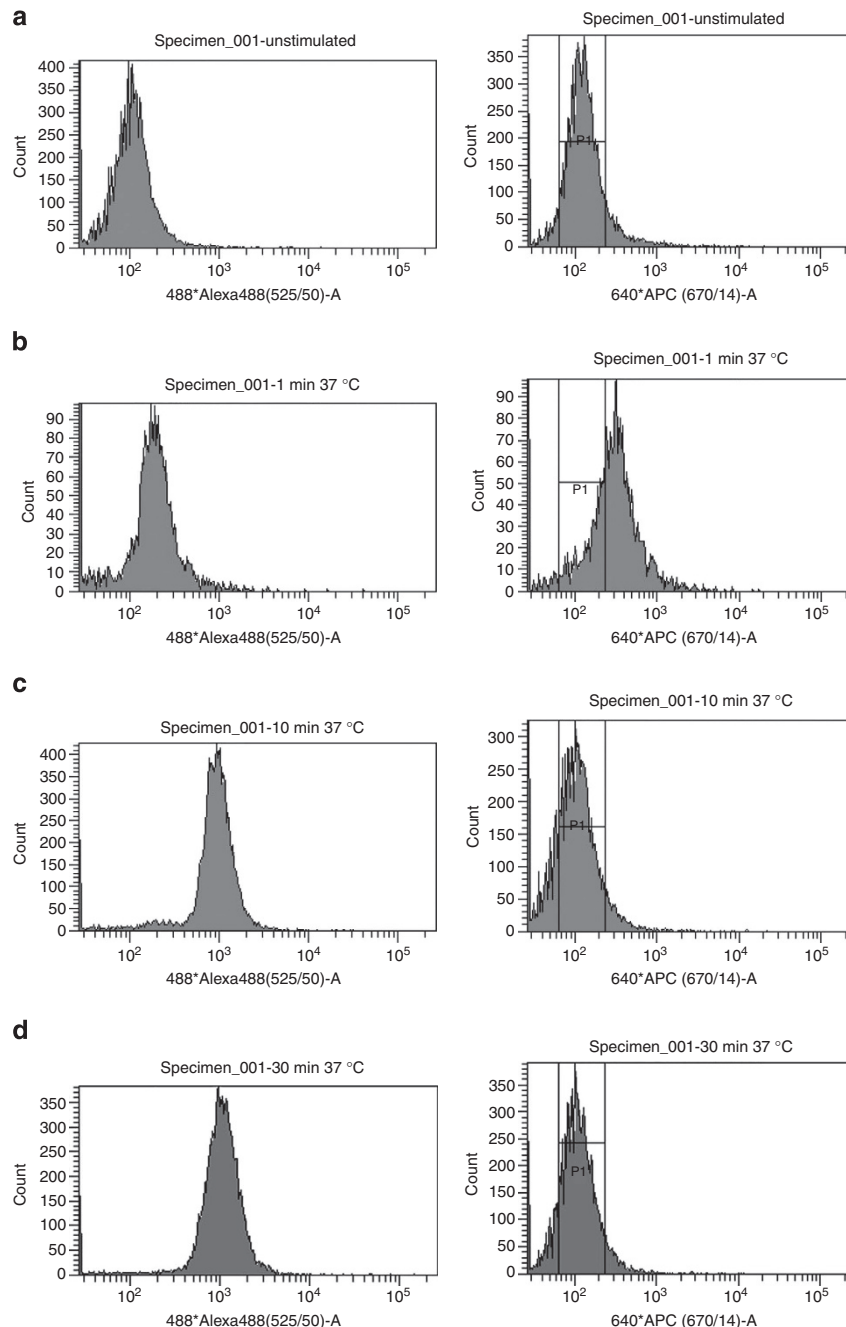 a
Specimen_001-unstimulated
400
350
300
250
200
150
100
50
0
Count
10² 10³ 10⁴ 10⁵
488*Alexa488(525/50)-A
Specimen_001-unstimulated
350
300
250
200
150
100
50
0
Count
P1
10² 10³ 10⁴ 10⁵
640*APC (670/14)-A
b
Specimen_001-1 min 37 °C
90
80
70
60
50
40
30
20
10
0
Count
10² 10³ 10⁴ 10⁵
488*Alexa488(525/50)-A
Specimen_001-1 min 37 °C
90
80
70
60
50
40
30
20
10
0
Count
P1
10² 10³ 10⁴ 10⁵
640*APC (670/14)-A
c
Specimen_001-10 min 37 °C
400
350
300
250
200
150
100
50
0
Count
10² 10³ 10⁴ 10⁵
488*Alexa488(525/50)-A
Specimen_001-10 min 37 °C
300
250
200
150
100
50
0
Count
P1
10² 10³ 10⁴ 10⁵
640*APC (670/14)-A
d
Specimen_001-30 min 37 °C
350
300
250
200
150
100
50
0
Count
10² 10³ 10⁴ 10⁵
488*Alexa488(525/50)-A
Specimen_001-30 min 37 °C
350
300
250
200
150
100
50
0
Count
P1
10² 10³ 10⁴ 10⁵
640*APC (670/14)-A